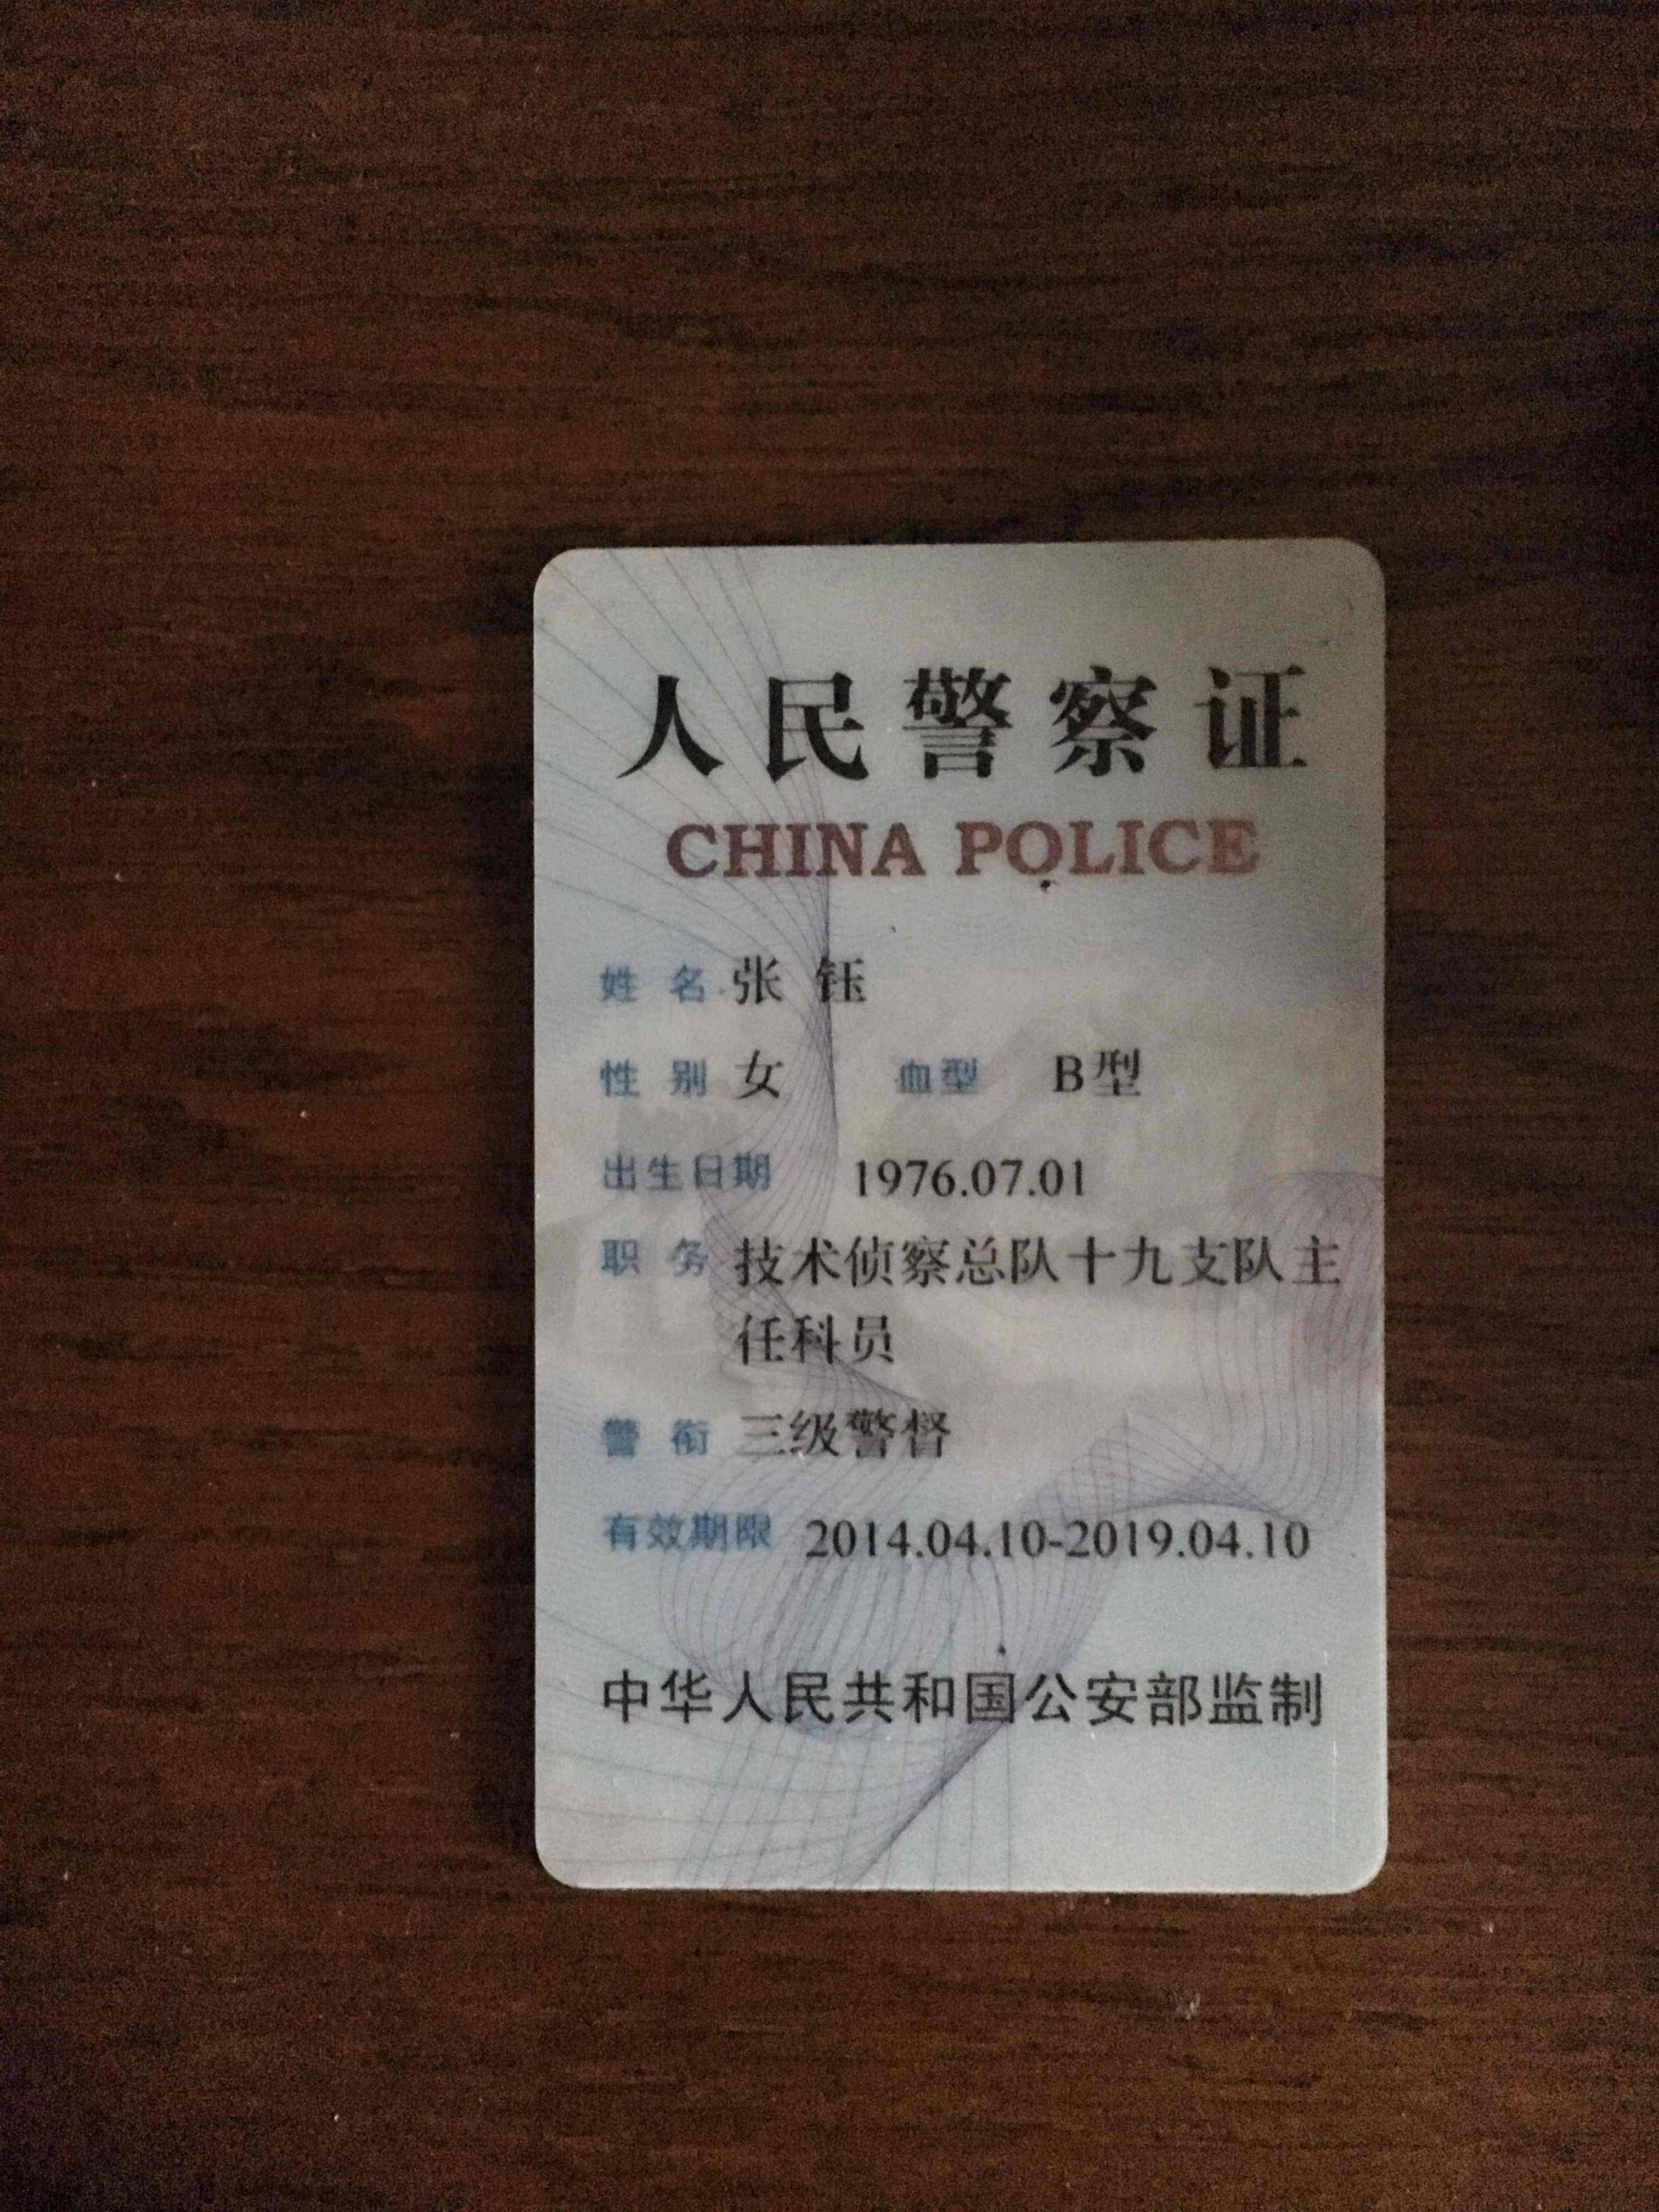 人民警察证
CHINA POLICE
姓 名 张 钰
性 别 女 血型 B型
出生日期 1976.07.01
职 务 技术侦察总队十九支队主
任科员
警 衔 三级警督
有效期限 2014.04.10-2019.04.10
中华人民共和国公安部监制